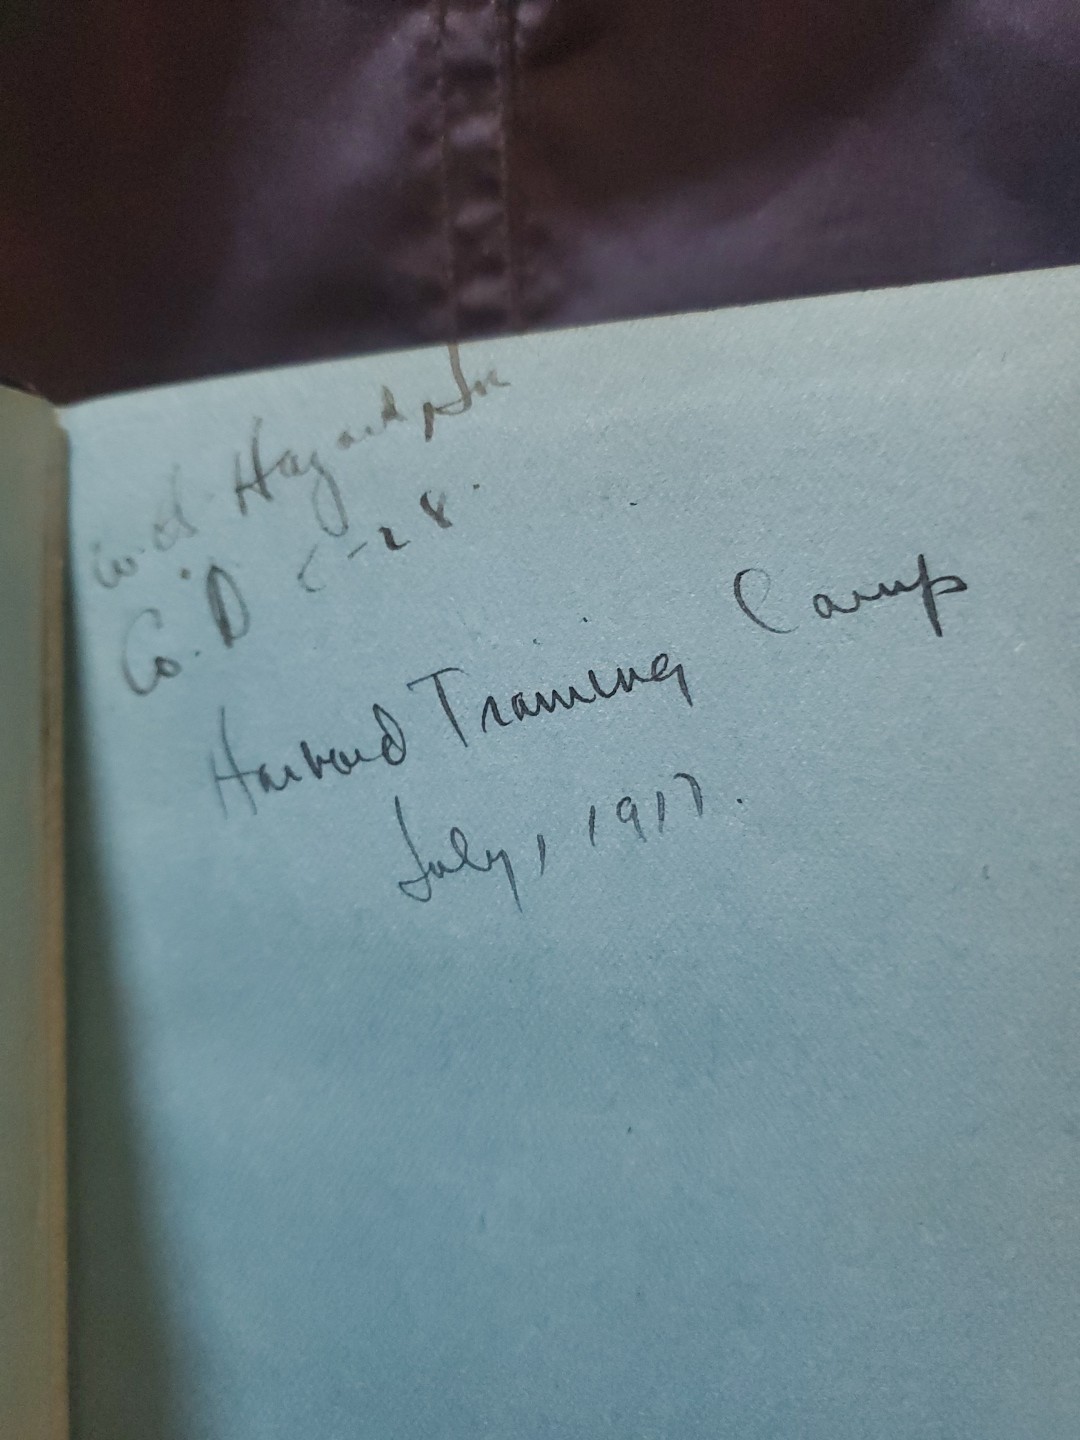 Hazard, Jr
Co. D C-28.
Harvard Training Camp
July, 1917.